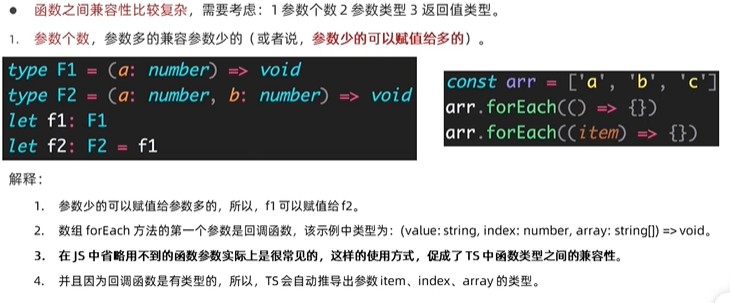 ● 函数之间兼容性比较复杂，需要考虑：1 参数个数 2 参数类型 3 返回值类型。
1. 参数个数，参数多的兼容参数少的（或者说，参数少的可以赋值给多的）。
type F1 = (a: number) => void
type F2 = (a: number, b: number) => void
let f1: F1
let f2: F2 = f1
const arr = ['a', 'b', 'c']
arr.forEach(() => {})
arr.forEach((item) => {})
解释：
1. 参数少的可以赋值给参数多的，所以，f1 可以赋值给 f2。
2. 数组 forEach 方法的第一个参数是回调函数，该示例中类型为：(value: string, index: number, array: string[]) => void。
3. 在 JS 中省略用不到的函数参数实际上是很常见的，这样的使用方式，促成了 TS 中函数类型之间的兼容性。
4. 并且因为回调函数是有类型的，所以，TS 会自动推导出参数 item、index、array 的类型。